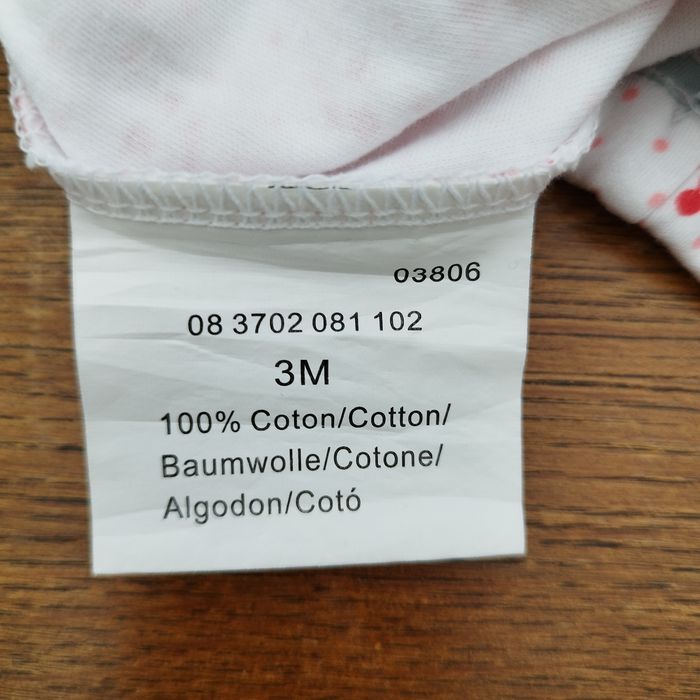 03806
08 3702 081 102
3M
100% Coton/Cotton/
Baumwolle/Cotone/
Algodon/Cotó